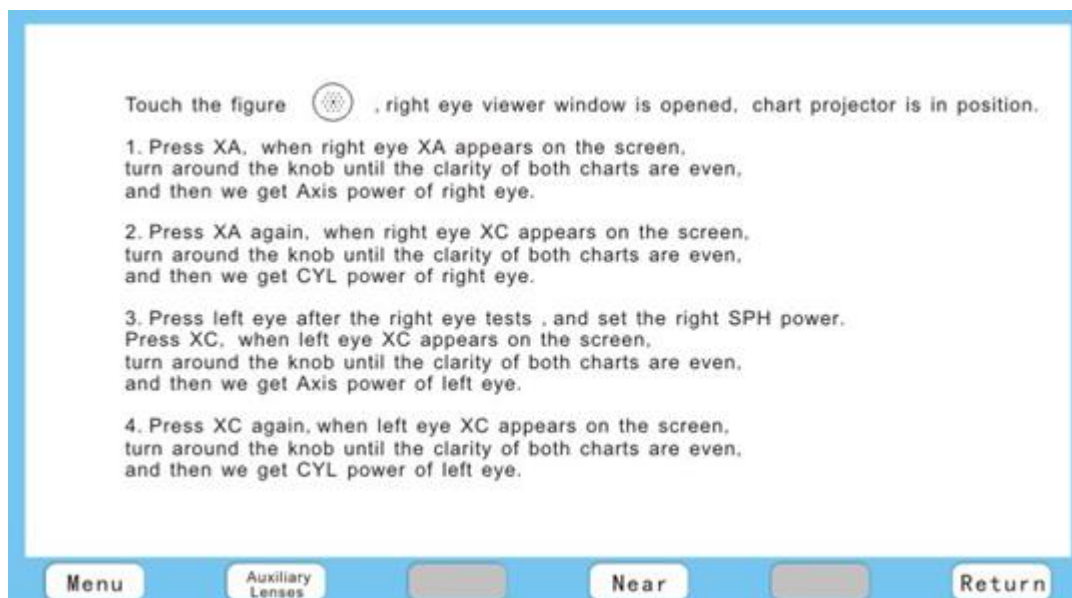 Touch the figure , right eye viewer window is opened, chart projector is in position.
1. Press XA, when right eye XA appears on the screen,
turn around the knob until the clarity of both charts are even,
and then we get Axis power of right eye.
2. Press XA again, when right eye XC appears on the screen,
turn around the knob until the clarity of both charts are even,
and then we get CYL power of right eye.
3. Press left eye after the right eye tests , and set the right SPH power.
Press XC, when left eye XC appears on the screen,
turn around the knob until the clarity of both charts are even,
and then we get Axis power of left eye.
4. Press XC again, when left eye XC appears on the screen,
turn around the knob until the clarity of both charts are even,
and then we get CYL power of left eye.
Menu
Auxiliary
Lenses
Near
Return